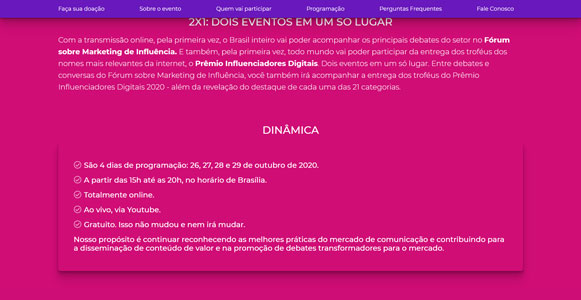 Faça sua doação Sobre o evento Quem vai participar Programação Perguntas Frequentes Fale Conosco
2X1: DOIS EVENTOS EM UM SÓ LUGAR
Com a transmissão online, pela primeira vez, o Brasil inteiro vai poder acompanhar os principais debates do setor no Fórum
sobre Marketing de Influência. E também, pela primeira vez, todo mundo vai poder participar da entrega dos troféus dos
nomes mais relevantes da internet, o Prêmio Influenciadores Digitais. Dois eventos em um só lugar. Entre debates e
conversas do Fórum sobre Marketing de Influência, você também irá acompanhar a entrega dos troféus do Prêmio
Influenciadores Digitais 2020 - além da revelação do destaque de cada uma das 21 categorias.
DINÂMICA
São 4 dias de programação: 26, 27, 28 e 29 de outubro de 2020.
A partir das 15h até as 20h, no horário de Brasília.
Totalmente online.
Ao vivo, via Youtube.
Gratuito. Isso não mudou e nem irá mudar.
Nosso propósito é continuar reconhecendo as melhores práticas do mercado de comunicação e contribuindo para
a disseminação de conteúdo de valor e na promoção de debates transformadores para o mercado.